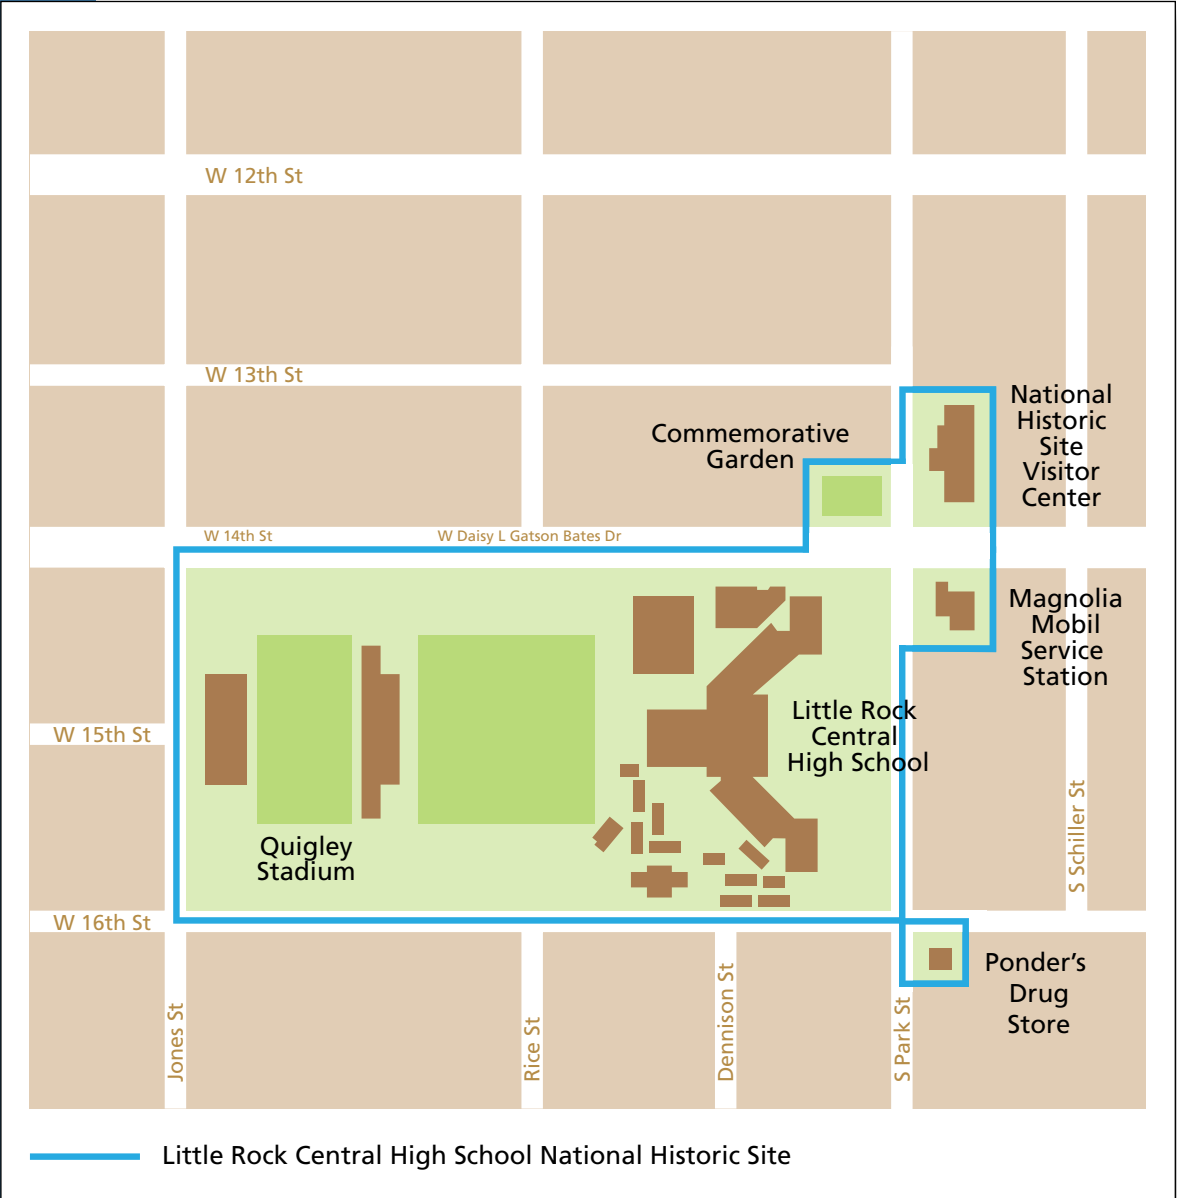 W 12th St
W 13th St
National
Historic
Site
Visitor
Center
Commemorative
Garden
W 14th St
W Daisy L Gatson Bates Dr
Magnolia
Mobil
Service
Station
Little Rock
Central
High School
W 15th St
S Schiller St
Quigley
Stadium
W 16th St
Ponder's
Drug
Store
Jones St
Rice St
Dennison St
S Park St
Little Rock Central High School National Historic Site